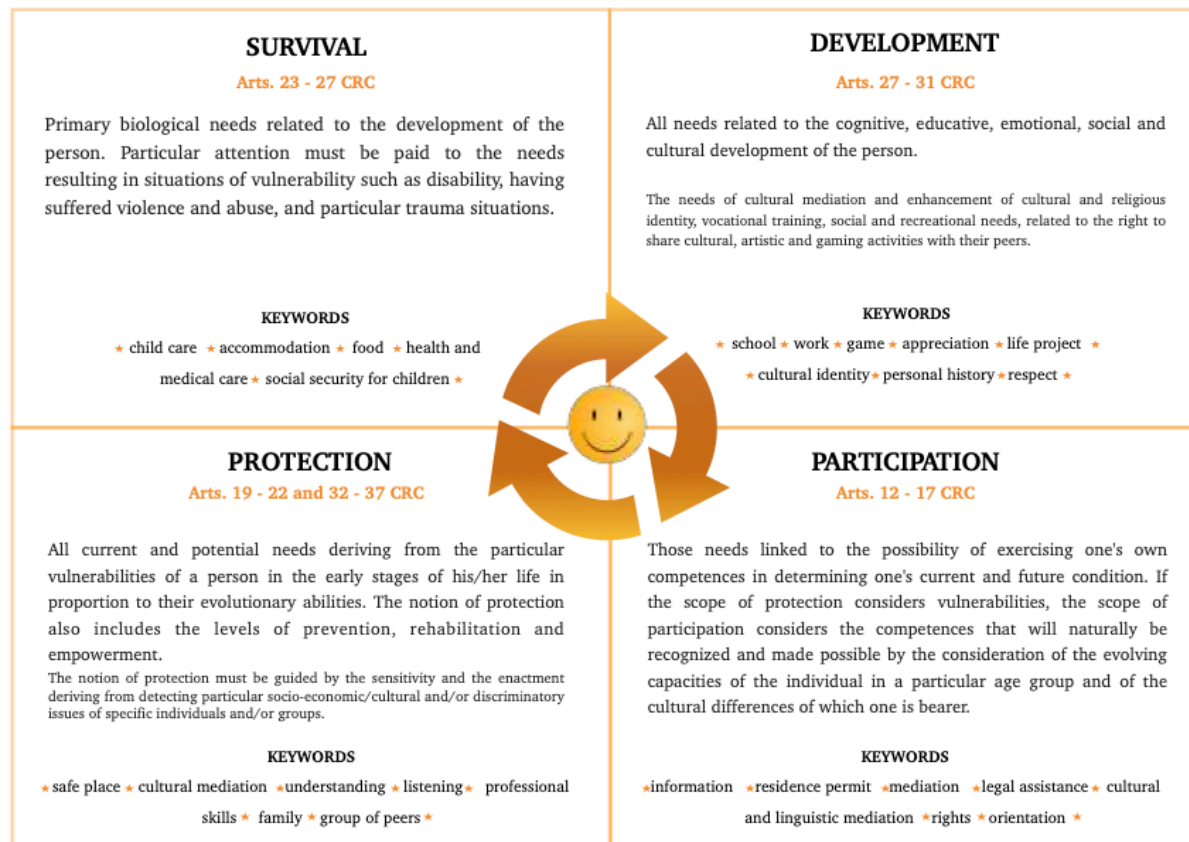 SURVIVAL
Arts. 23 - 27 CRC
Primary biological needs related to the development of the
person. Particular attention must be paid to the needs
resulting in situations of vulnerability such as disability, having
suffered violence and abuse, and particular trauma situations.
KEYWORDS
★ child care ★ accommodation ★ food ★ health and
medical care ★ social security for children ★
DEVELOPMENT
Arts. 27 - 31 CRC
All needs related to the cognitive, educative, emotional, social and
cultural development of the person.
The needs of cultural mediation and enhancement of cultural and religious
identity, vocational training, social and recreational needs, related to the right to
share cultural, artistic and gaming activities with their peers.
KEYWORDS
★ school ★ work ★ game ★ appreciation ★ life project ★
★ cultural identity ★ personal history ★ respect ★
PROTECTION
Arts. 19 - 22 and 32 - 37 CRC
All current and potential needs deriving from the particular
vulnerabilities of a person in the early stages of his/her life in
proportion to their evolutionary abilities. The notion of protection
also includes the levels of prevention, rehabilitation and
empowerment.
The notion of protection must be guided by the sensitivity and the enactment
deriving from detecting particular socio-economic/cultural and/or discriminatory
issues of specific individuals and/or groups.
KEYWORDS
★ safe place ★ cultural mediation ★ understanding ★ listening ★ professional
skills ★ family ★ group of peers ★
PARTICIPATION
Arts. 12 - 17 CRC
Those needs linked to the possibility of exercising one's own
competences in determining one's current and future condition. If
the scope of protection considers vulnerabilities, the scope of
participation considers the competences that will naturally be
recognized and made possible by the consideration of the evolving
capacities of the individual in a particular age group and of the
cultural differences of which one is bearer.
KEYWORDS
★ information ★ residence permit ★ mediation ★ legal assistance ★ cultural
and linguistic mediation ★ rights ★ orientation ★